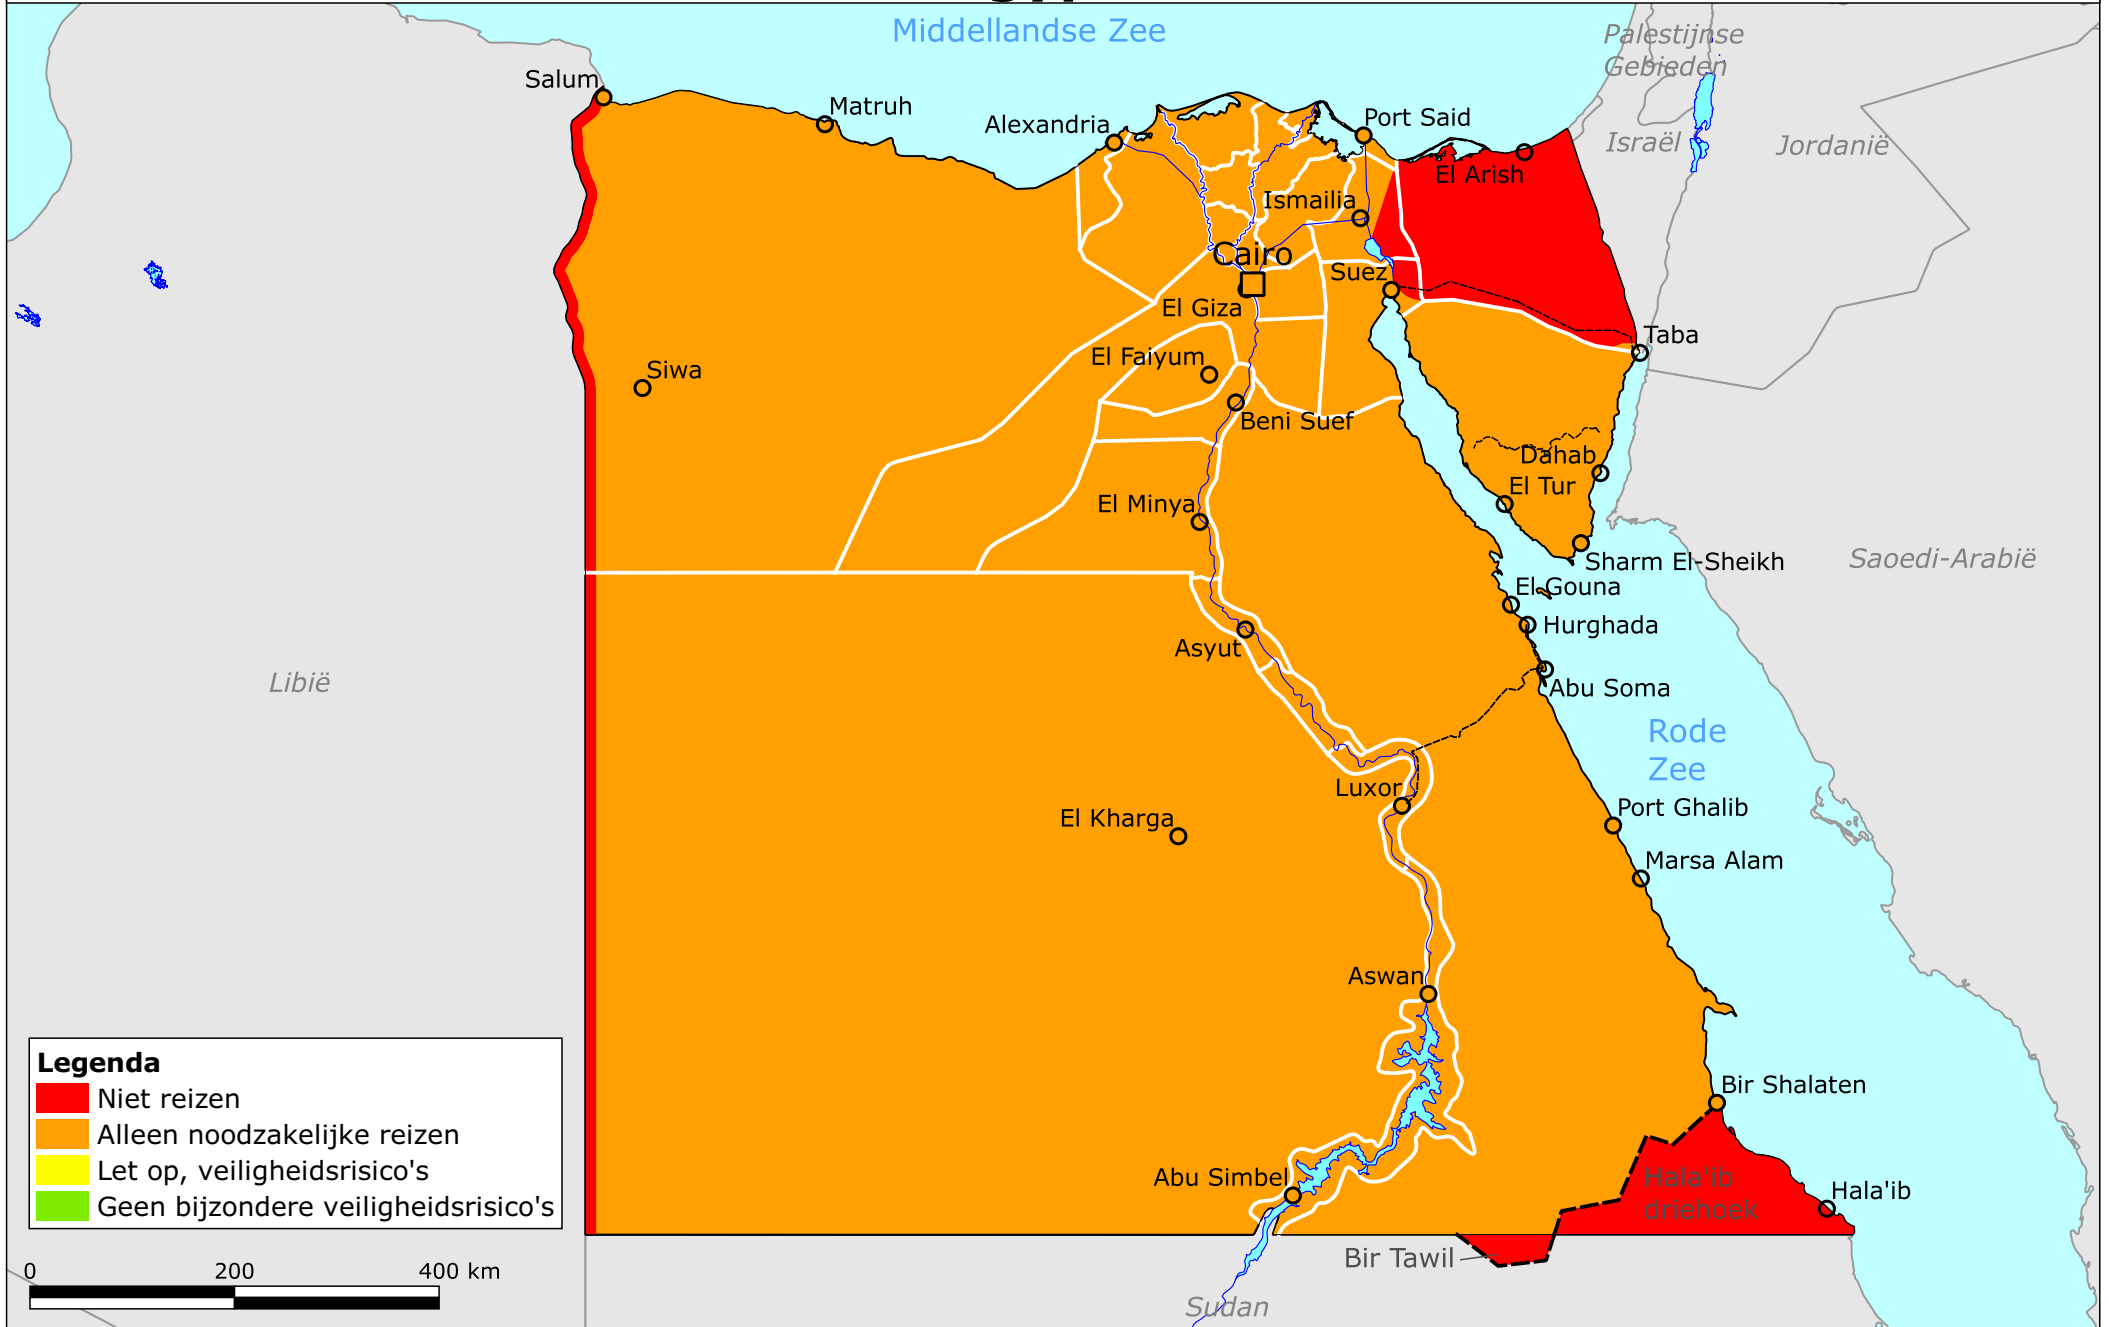 Middellandse Zee
Palestijnse
Gebieden
Salum
Matruh
Alexandria
Port Said
Israël
Jordanië
El Arish
Ismailia
Cairo
Suez
El Giza
Taba
El Faiyum
Siwa
Beni Suef
Dahab
El Tur
El Minya
Sharm El-Sheikh
Saoedi-Arabië
El Gouna
Hurghada
Asyut
Libië
Abu Soma
Rode
Zee
Luxor
Port Ghalib
El Kharga
Marsa Alam
Aswan
Bir Shalaten
Abu Simbel
Hala'ib
driehoek
Hala'ib
Bir Tawil
Sudan
Legenda
Niet reizen
Alleen noodzakelijke reizen
Let op, veiligheidsrisico's
Geen bijzondere veiligheidsrisico's
0 200 400 km